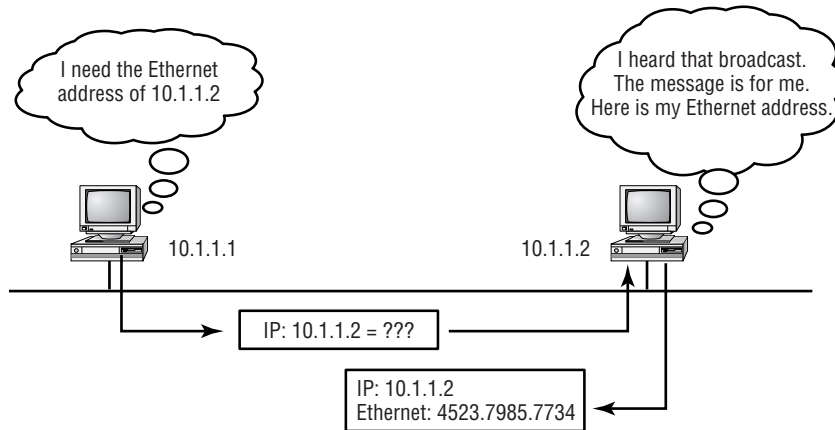 I need the Ethernet
address of 10.1.1.2
I heard that broadcast.
The message is for me.
Here is my Ethernet address.
10.1.1.1
10.1.1.2
IP: 10.1.1.2 = ???
IP: 10.1.1.2
Ethernet: 4523.7985.7734